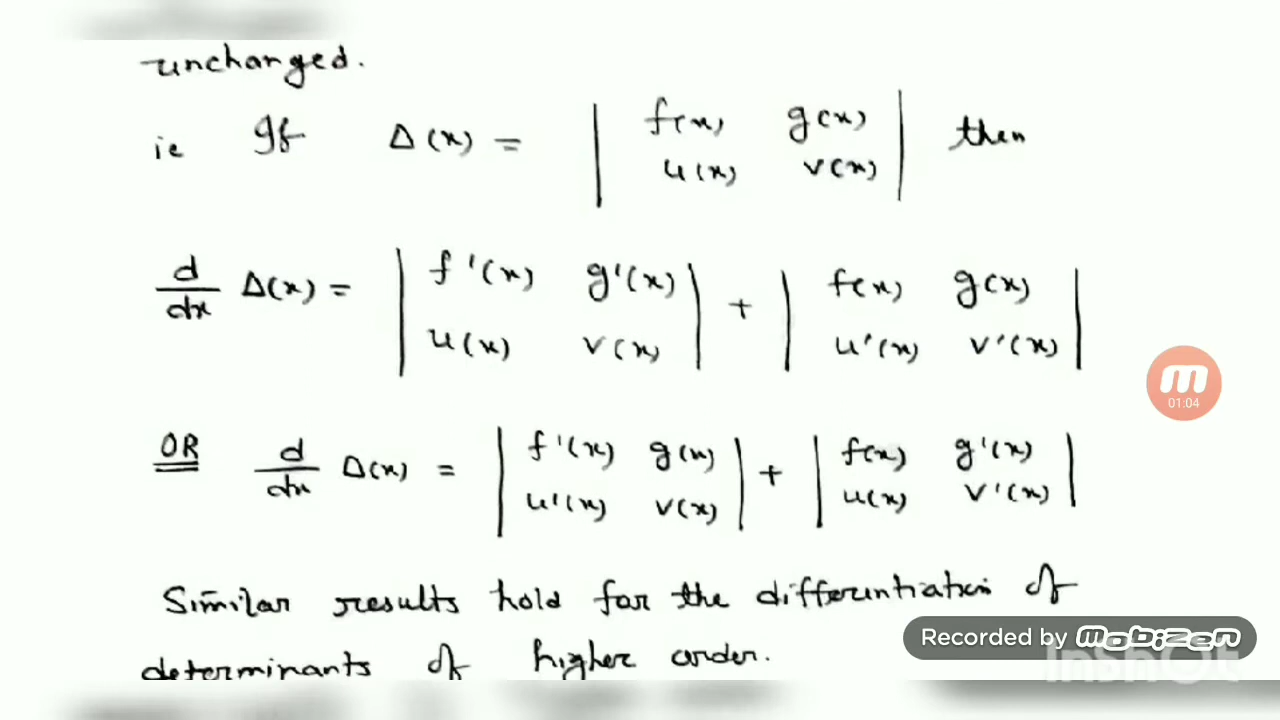 unchanged.
ie If Δ(x) = | f(x) g(x) | then
| u(x) v(x) |
d/dx Δ(x) = | f'(x) g'(x) | + | f(x) g(x) |
| u(x) v(x) | | u'(x) v'(x) |
OR d/dx Δ(x) = | f'(x) g(x) | + | f(x) g'(x) |
| u'(x) v(x) | | u(x) v'(x) |
01:04
Similar results hold for the differentiation of
determinants of higher order.
Recorded by mobizen
InShot